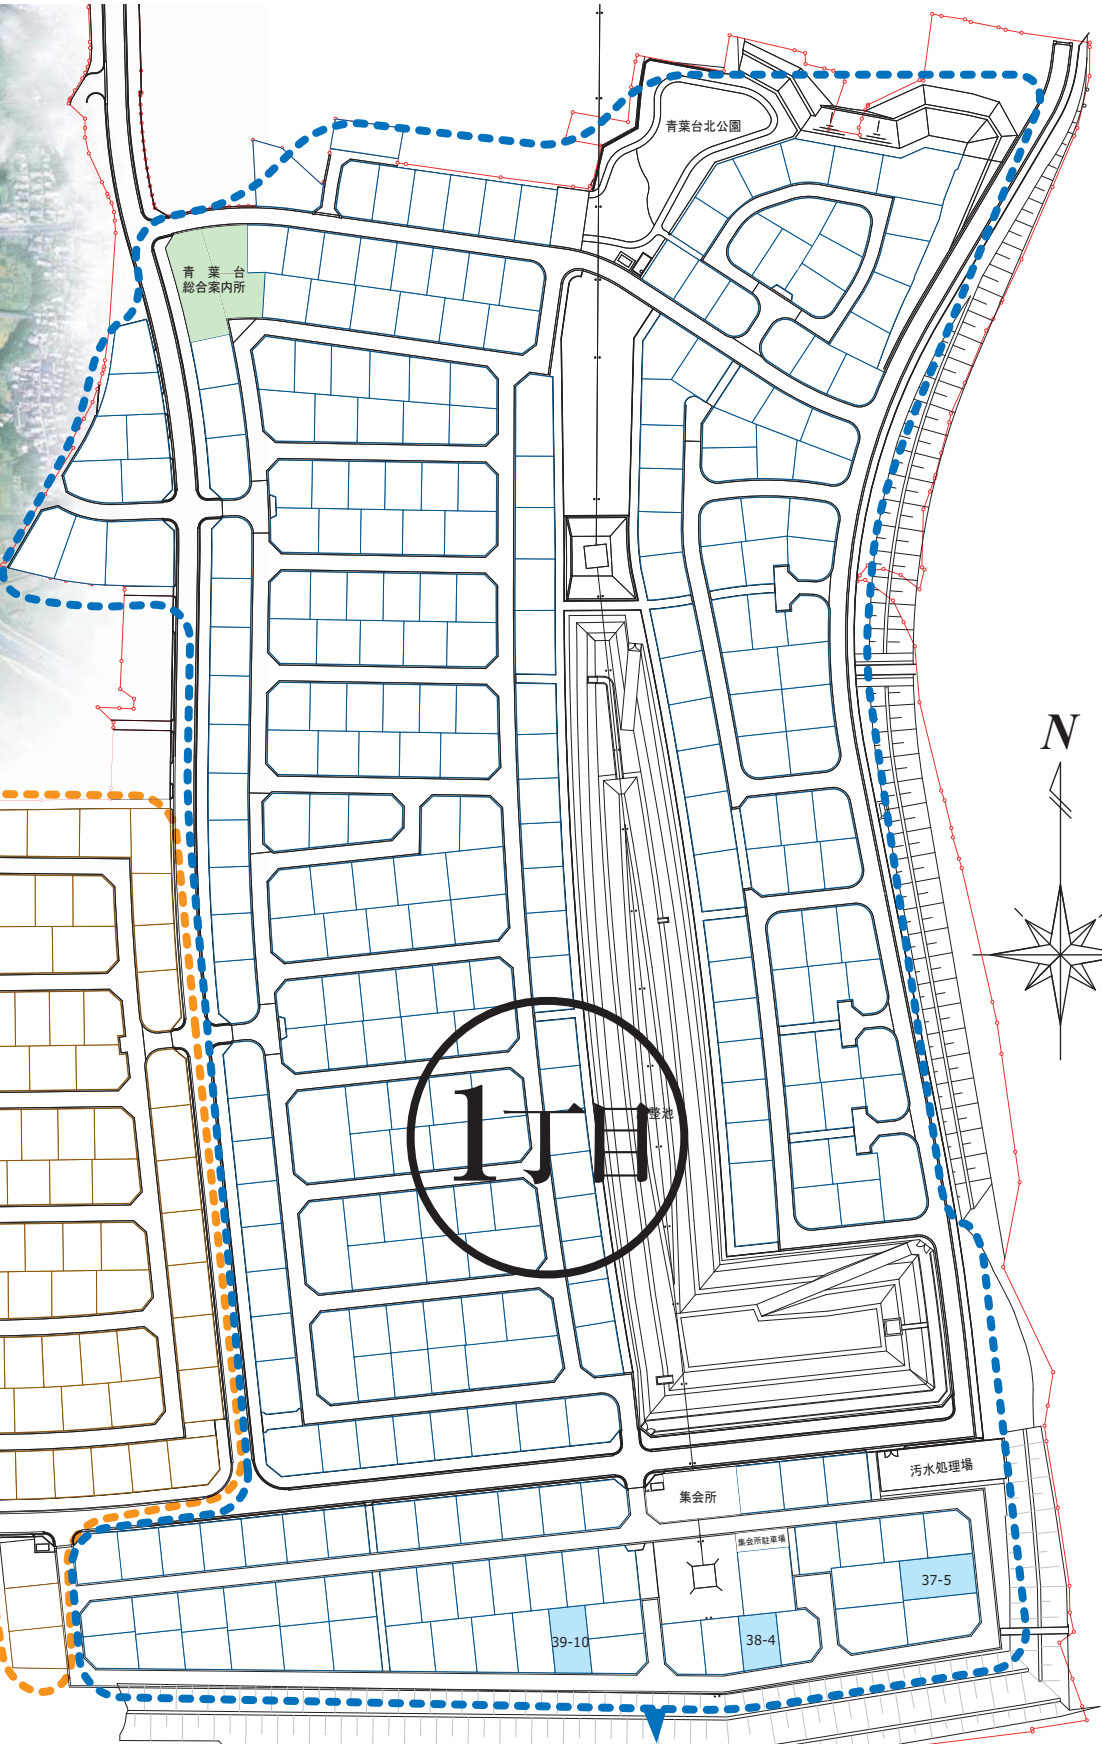 青葉台北公園
青葉台
総合案内所
N
1丁目
整池
汚水処理場
集会所
集会所駐車場
37-5
39-10
38-4